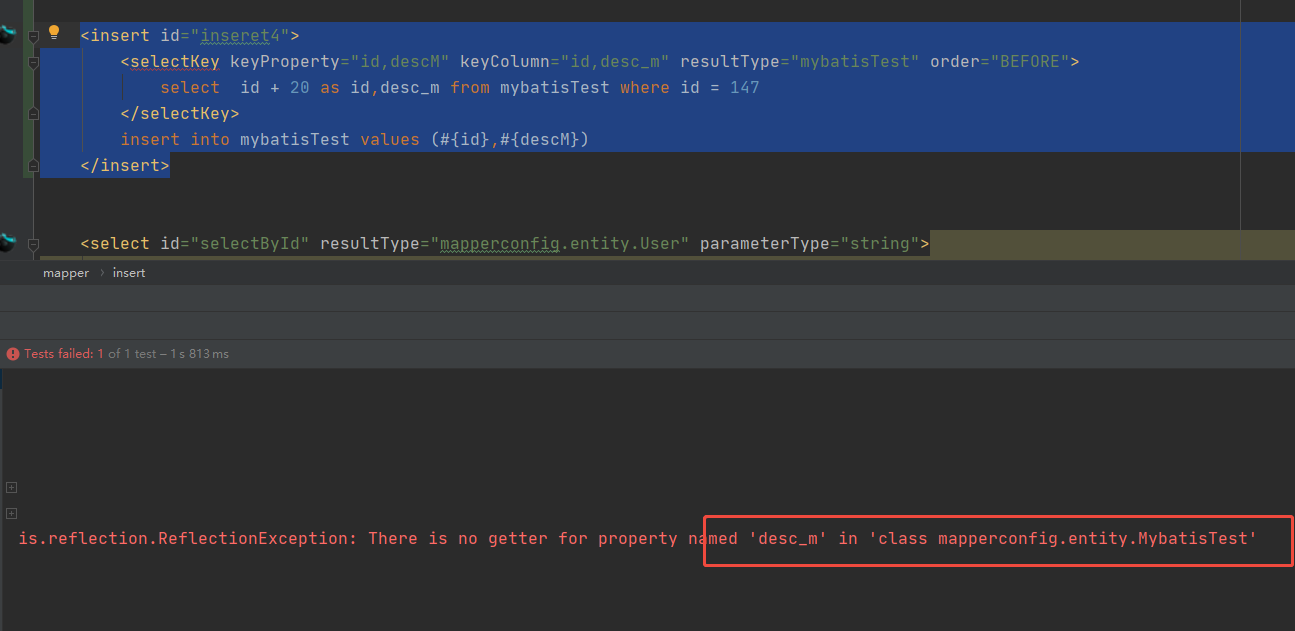 <insert id="inseret4">
<selectKey keyProperty="id,descM" keyColumn="id,desc_m" resultType="mybatisTest" order="BEFORE">
select  id + 20 as id,desc_m from mybatisTest where id = 147
</selectKey>
insert into mybatisTest values (#{id},#{descM})
</insert>
<select id="selectById" resultType="mapperconfig.entity.User" parameterType="string">
mapper › insert
Tests failed: 1 of 1 test – 1 s 813 ms
is.reflection.ReflectionException: There is no getter for property named 'desc_m' in 'class mapperconfig.entity.MybatisTest'